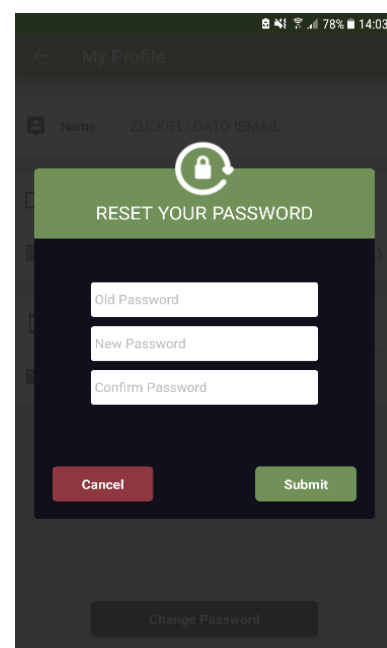 78% 14:03
My Profile
Name ZULKIFLI DATO ISMAIL
RESET YOUR PASSWORD
)
Old Password
New Password
Confirm Password
Cancel Submit
Change Password